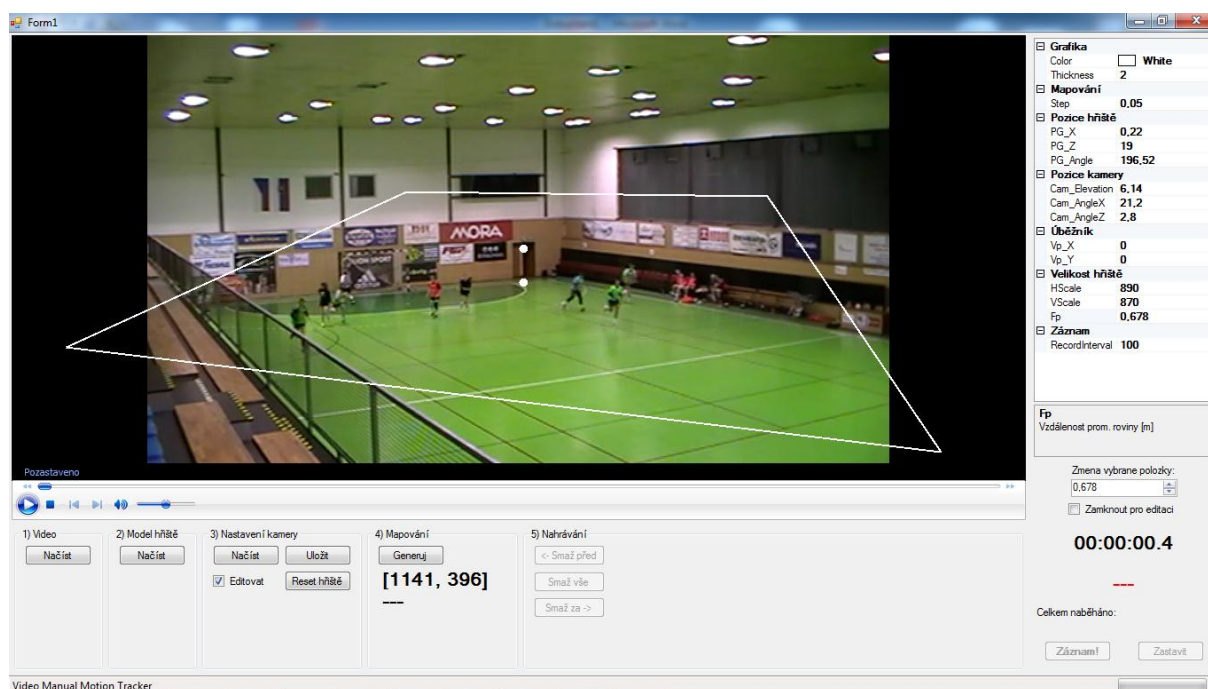 Form1
MORA
Pozastaveno
Grafika
Color White
Thickness 2
Mapování
Step 0,05
Pozice hřiště
PG_X 0,22
PG_Z 19
PG_Angle 196,52
Pozice kamery
Cam_Elevation 6,14
Cam_AngleX 21,2
Cam_AngleZ 2,8
Úběžník
Vp_X 0
Vp_Y 0
Velikost hřiště
HScale 890
VScale 870
Fp 0,678
Záznam
RecordInterval 100
Fp
Vzdálenost prom. roviny [m]
Zmena vybrane polozky:
0,678
Zamknout pro editaci
00:00:00.4
---
Celkem naběháno:
Záznam! Zastavit
1) Video
Načíst
2) Model hřiště
Načíst
3) Nastavení kamery
Načíst Uložit
Editovat Reset hřiště
4) Mapování
Generuj
[1141, 396]
---
5) Nahrávání
<- Smaž před
Smaž vše
Smaž za ->
Video Manual Motion Tracker